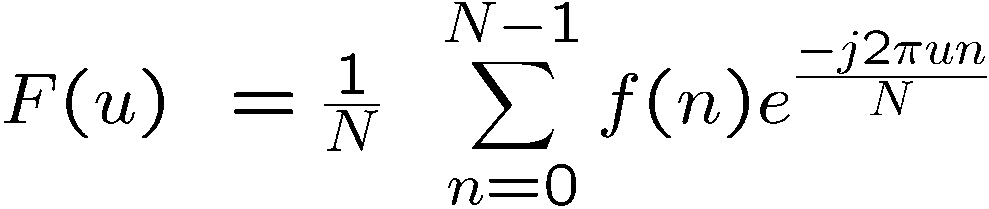 F(u) = \frac{1}{N} \sum_{n=0}^{N-1} f(n)e^{\frac{-j2\pi un}{N}}